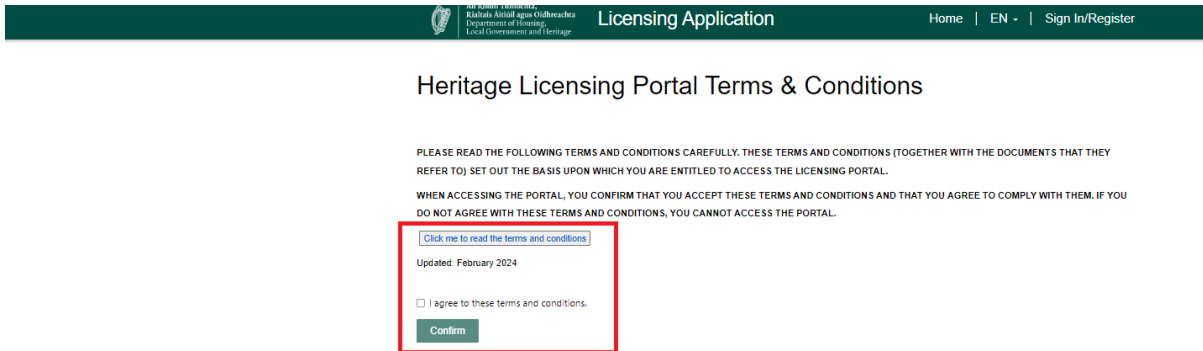 Rialtais Áitiúil agus Oidhreachta
Department of Housing,
Local Government and Heritage
Licensing Application
Home | EN | Sign In/Register
Heritage Licensing Portal Terms & Conditions
PLEASE READ THE FOLLOWING TERMS AND CONDITIONS CAREFULLY. THESE TERMS AND CONDITIONS (TOGETHER WITH THE DOCUMENTS THAT THEY
REFER TO) SET OUT THE BASIS UPON WHICH YOU ARE ENTITLED TO ACCESS THE LICENSING PORTAL.
WHEN ACCESSING THE PORTAL, YOU CONFIRM THAT YOU ACCEPT THESE TERMS AND CONDITIONS AND THAT YOU AGREE TO COMPLY WITH THEM. IF YOU
DO NOT AGREE WITH THESE TERMS AND CONDITIONS, YOU CANNOT ACCESS THE PORTAL.
Click me to read the terms and conditions
Updated: February 2024
I agree to these terms and conditions.
Confirm